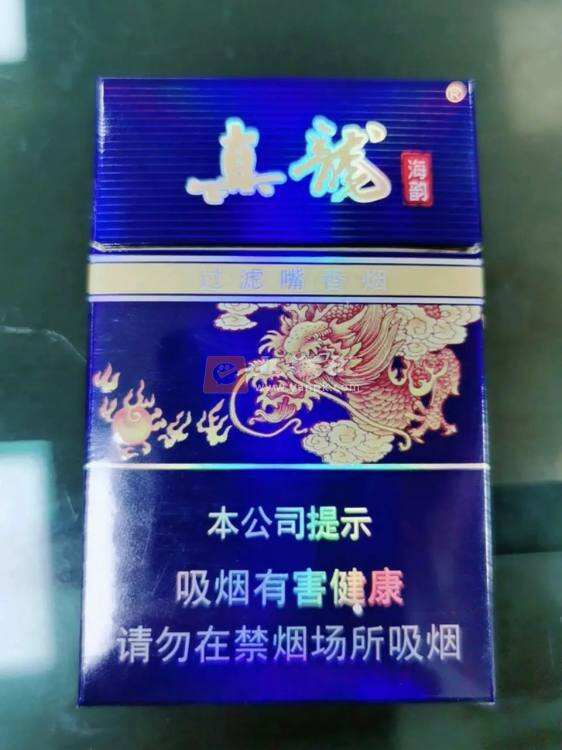 真龍
海韵
®
过滤嘴香烟
本公司提示
吸烟有害健康
请勿在禁烟场所吸烟